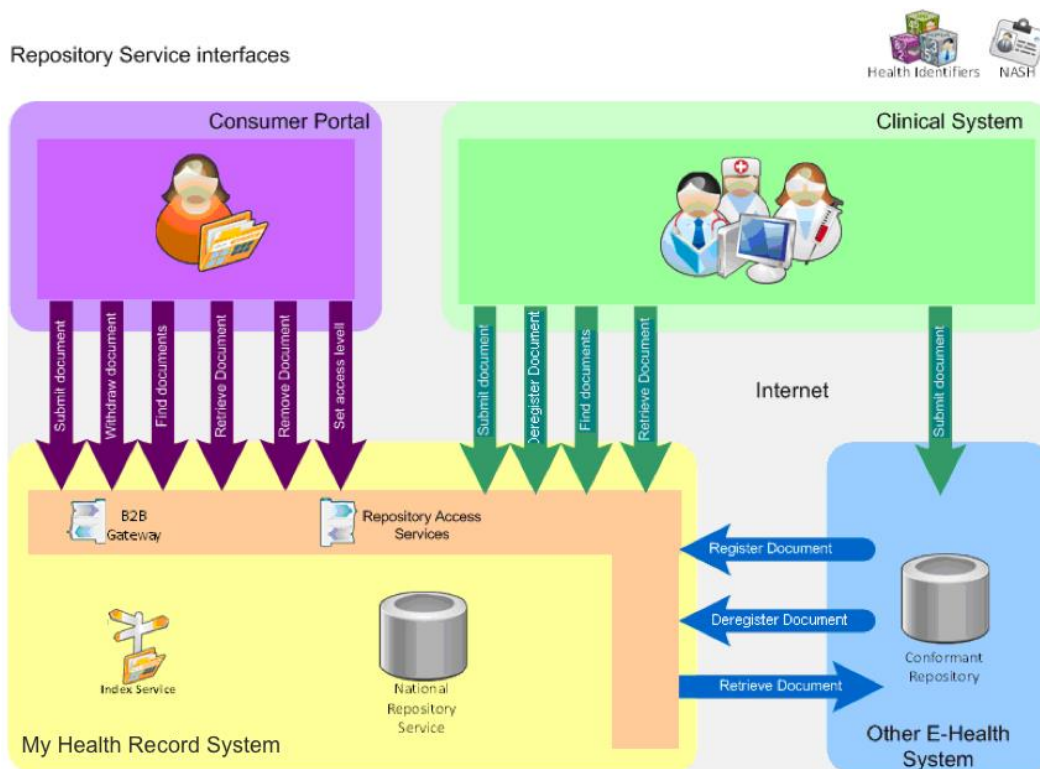 Repository Service interfaces
Health Identifiers
NASH
Consumer Portal
Clinical System
Submit document
Withdraw document
Find documents
Retrieve Document
Remove Document
Set access levell
Submit document
Deregister Document
Find documents
Retrieve Document
Internet
Submit document
B2B
Gateway
Repository Access
Services
Register Document
Deregister Document
Retrieve Document
Conformant
Repository
Index Service
National
Repository
Service
My Health Record System
Other E-Health
System